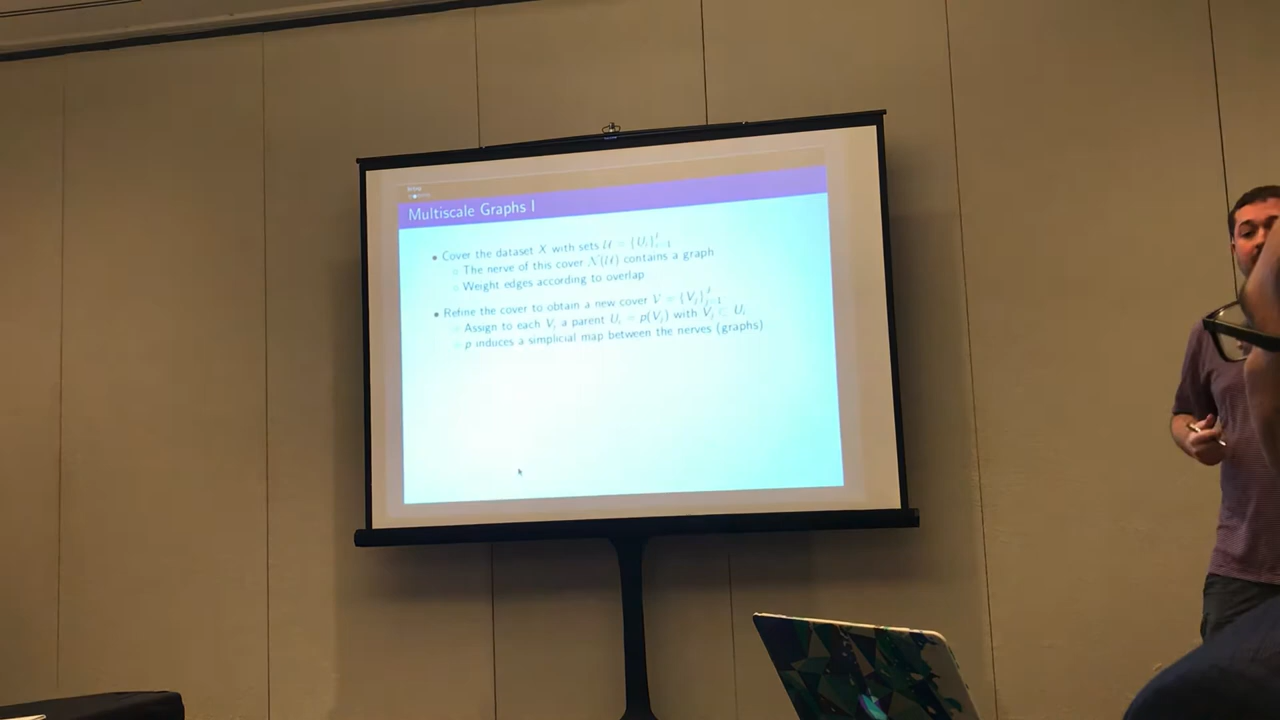 Multiscale Graphs I
Cover the dataset X with sets 𝒰 = {U_i}_{i=1}^I
The nerve of this cover 𝒩(𝒰) contains a graph
Weight edges according to overlap
Refine the cover to obtain a new cover 𝒱 = {V_j}_{j=1}^J
Assign to each V_j a parent U_i = p(V_j) with V_j ⊆ U_i
p induces a simplicial map between the nerves (graphs)